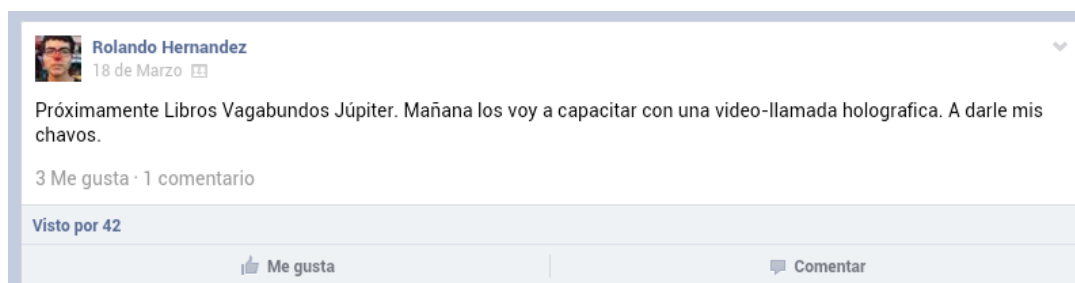 Rolando Hernandez
18 de Marzo
Próximamente Libros Vagabundos Júpiter. Mañana los voy a capacitar con una video-llamada holografica. A darle mis
chavos.
3 Me gusta · 1 comentario
Visto por 42
Me gusta
Comentar